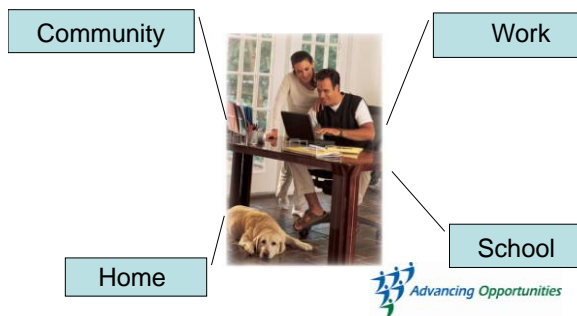 Community
Work
Home
School
Advancing Opportunities